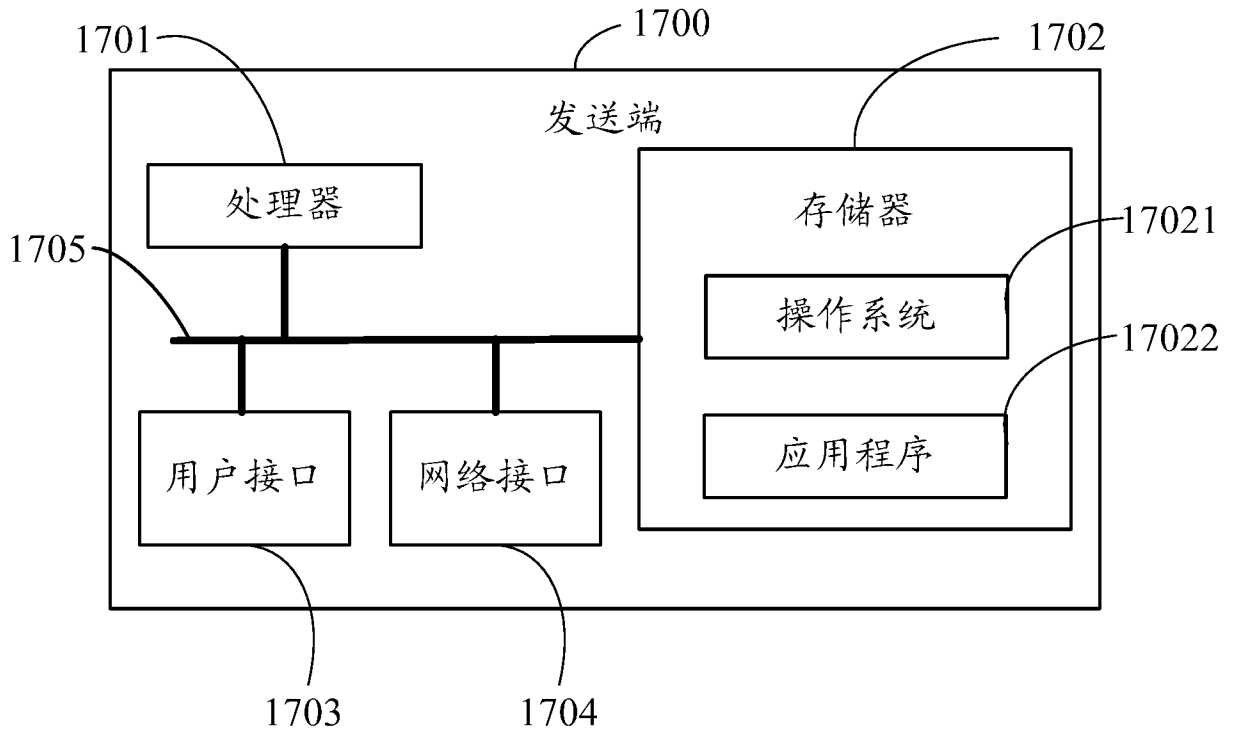 1700
1701
1702
发送端
处理器
存储器
17021
1705
操作系统
17022
应用程序
用户接口
网络接口
1703
1704